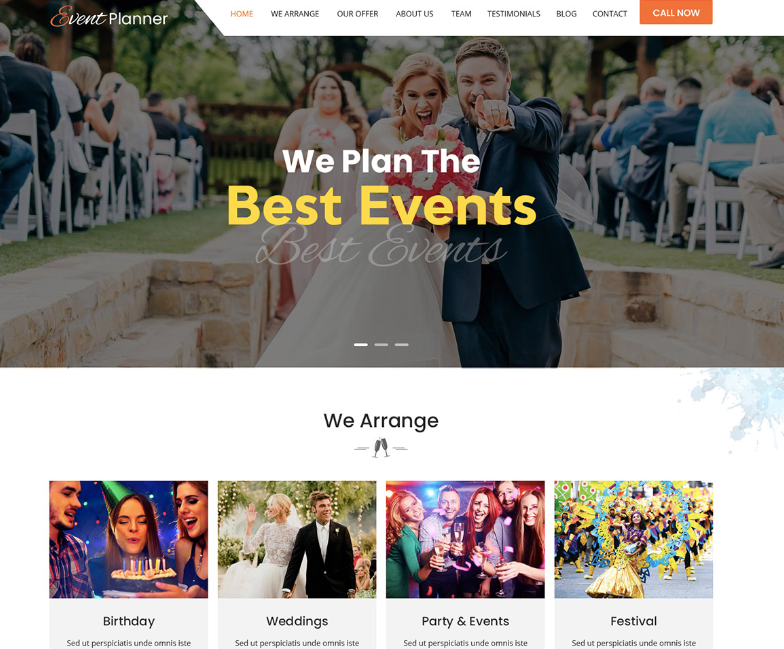 Event Planner
HOME WE ARRANGE OUR OFFER ABOUT US TEAM TESTIMONIALS BLOG CONTACT CALL NOW
We Plan The
Best Events
Best Events
We Arrange
Birthday Weddings Party & Events Festival
Sed ut perspiciatis unde omnis iste Sed ut perspiciatis unde omnis iste Sed ut perspiciatis unde omnis iste Sed ut perspiciatis unde omnis iste